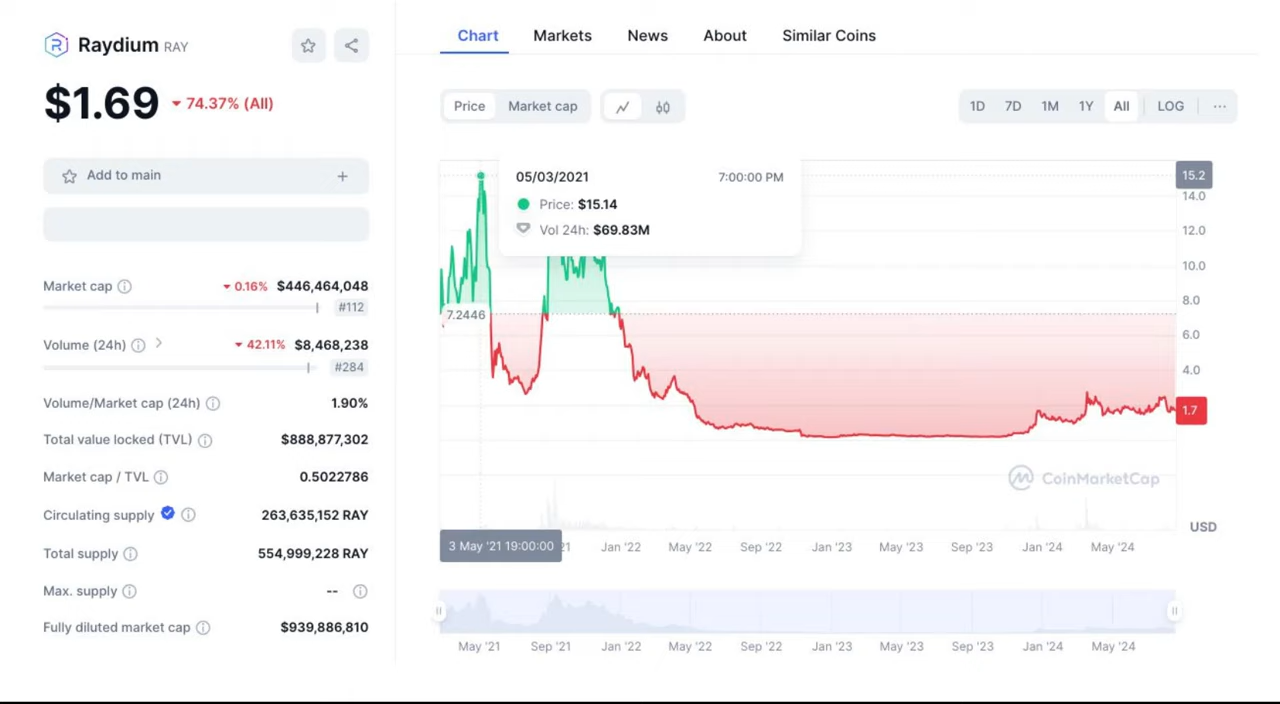 Raydium RAY
$1.69 74.37% (All)
Add to main
Market cap 0.16% $446,464,048
#112
Volume (24h) 42.11% $8,468,238
#284
Volume/Market cap (24h) 1.90%
Total value locked (TVL) $888,877,302
Market cap / TVL 0.5022786
Circulating supply 263,635,152 RAY
Total supply 554,999,228 RAY
Max. supply --
Fully diluted market cap $939,886,810
Chart Markets News About Similar Coins
Price Market cap 1D 7D 1M 1Y All LOG ...
05/03/2021 7:00:00 PM
Price: $15.14
Vol 24h: $69.83M
15.2
14.0
12.0
10.0
8.0
7.2446
6.0
4.0
1.7
CoinMarketCap
USD
3 May '21 19:00:00 21 Jan '22 May '22 Sep '22 Jan '23 May '23 Sep '23 Jan '24 May '24
May '21 Sep '21 Jan '22 May '22 Sep '22 Jan '23 May '23 Sep '23 Jan '24 May '24